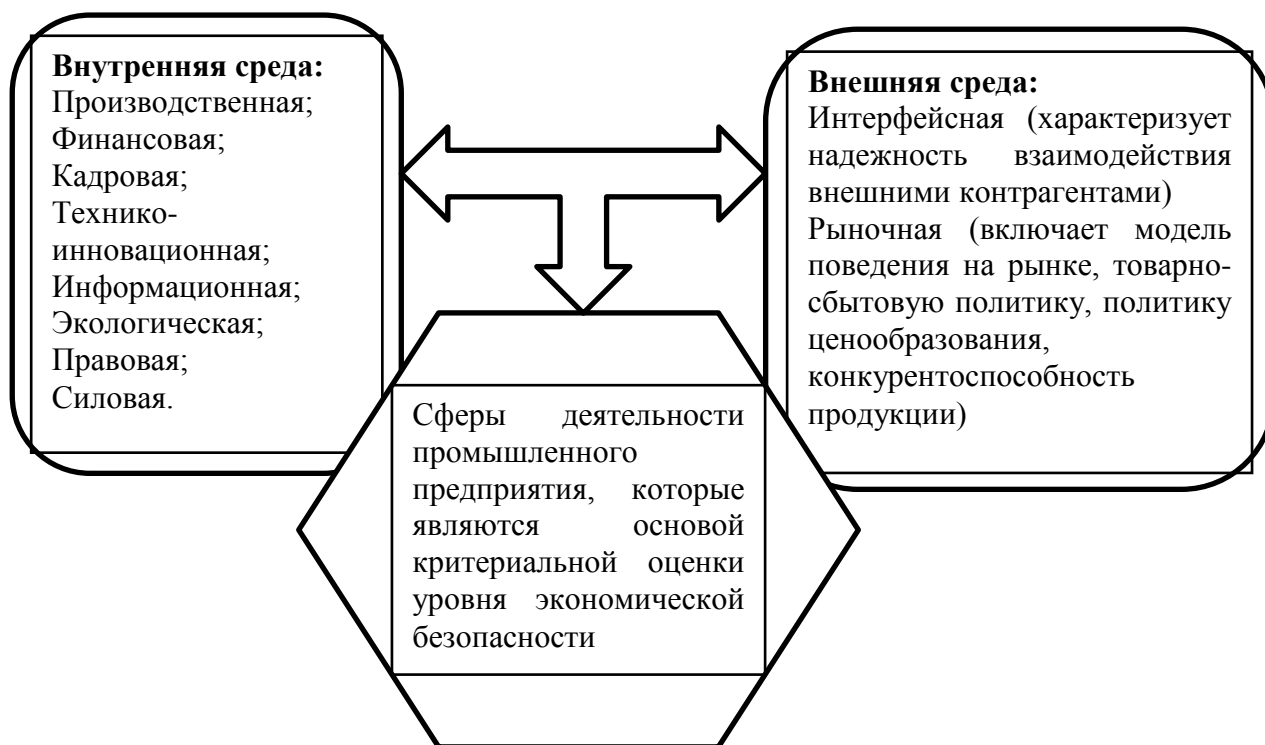 Внутренняя среда:
Производственная;
Финансовая;
Кадровая;
Технико-
инновационная;
Информационная;
Экологическая;
Правовая;
Силовая.
Внешняя среда:
Интерфейсная (характеризует
надежность взаимодействия
внешними контрагентами)
Рыночная (включает модель
поведения на рынке, товарно-
сбытовую политику, политику
ценообразования,
конкурентоспособность
продукции)
Сферы деятельности
промышленного
предприятия, которые
являются основой
критериальной оценки
уровня экономической
безопасности